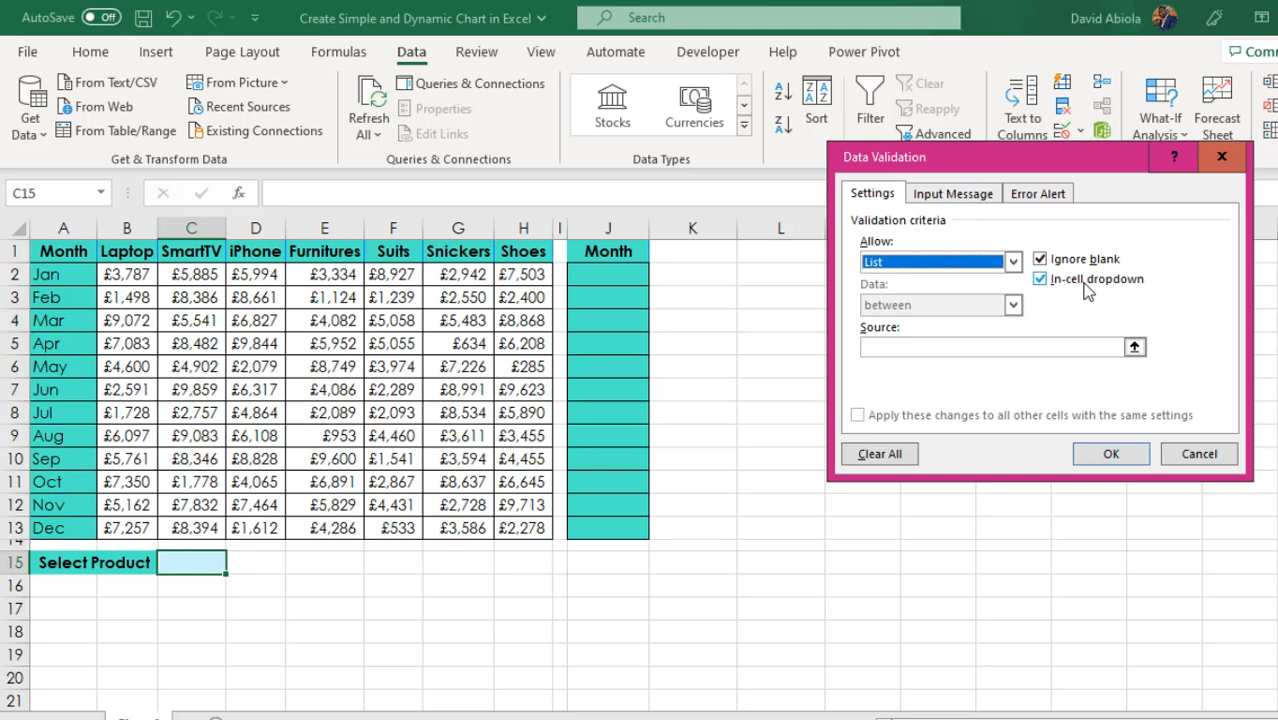 AutoSave Off Create Simple and Dynamic Chart in Excel Search David Abiola
File Home Insert Page Layout Formulas Data Review View Automate Developer Help Power Pivot
From Text/CSV From Picture Queries & Connections Clear
From Web Recent Sources Properties Reapply
From Table/Range Existing Connections Edit Links Advanced
Get Data
Refresh All
Stocks Currencies
Sort Filter
Text to Columns
What-If Analysis
Forecast Sheet
Get & Transform Data Queries & Connections Data Types
C15 fx
A B C D E F G H I J K L
1 Month Laptop SmartTV iPhone Furnitures Suits Snickers Shoes Month
2 Jan £3,787 £5,885 £5,994 £3,334 £8,927 £2,942 £7,503
3 Feb £1,498 £8,386 £8,661 £1,124 £1,239 £2,550 £2,400
4 Mar £9,072 £5,541 £6,827 £4,082 £5,058 £5,483 £8,868
5 Apr £7,083 £8,482 £9,844 £5,952 £5,055 £634 £6,208
6 May £4,600 £4,902 £2,079 £8,749 £3,974 £7,226 £285
7 Jun £2,591 £9,859 £6,317 £4,086 £2,289 £8,991 £9,623
8 Jul £1,728 £2,757 £4,864 £2,089 £2,093 £8,534 £5,890
9 Aug £6,097 £9,083 £6,108 £953 £4,460 £3,611 £3,455
10 Sep £5,761 £8,346 £8,828 £9,600 £1,541 £3,594 £4,455
11 Oct £7,350 £1,778 £4,065 £6,891 £2,867 £8,637 £6,645
12 Nov £5,162 £7,832 £7,464 £5,829 £4,431 £2,728 £9,713
13 Dec £7,257 £8,394 £1,612 £4,286 £533 £3,586 £2,278
14
15 Select Product
16
17
18
19
20
21
Data Validation ? X
Settings Input Message Error Alert
Validation criteria
Allow:
List Ignore blank
In-cell dropdown
Data:
between
Source:
Apply these changes to all other cells with the same settings
Clear All OK Cancel